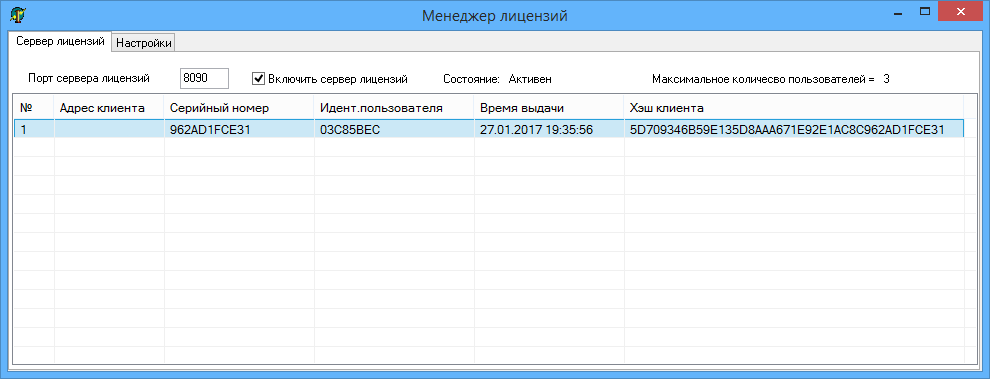 Менеджер лицензий
Сервер лицензий Настройки
Порт сервера лицензий 8090 Включить сервер лицензий Состояние: Активен Максимальное количесво пользователей = 3
№ Адрес клиента Серийный номер Идент.пользователя Время выдачи Хэш клиента
1 962AD1FCE31 03C85BEC 27.01.2017 19:35:56 5D709346B59E135D8AAA671E92E1AC8C962AD1FCE31